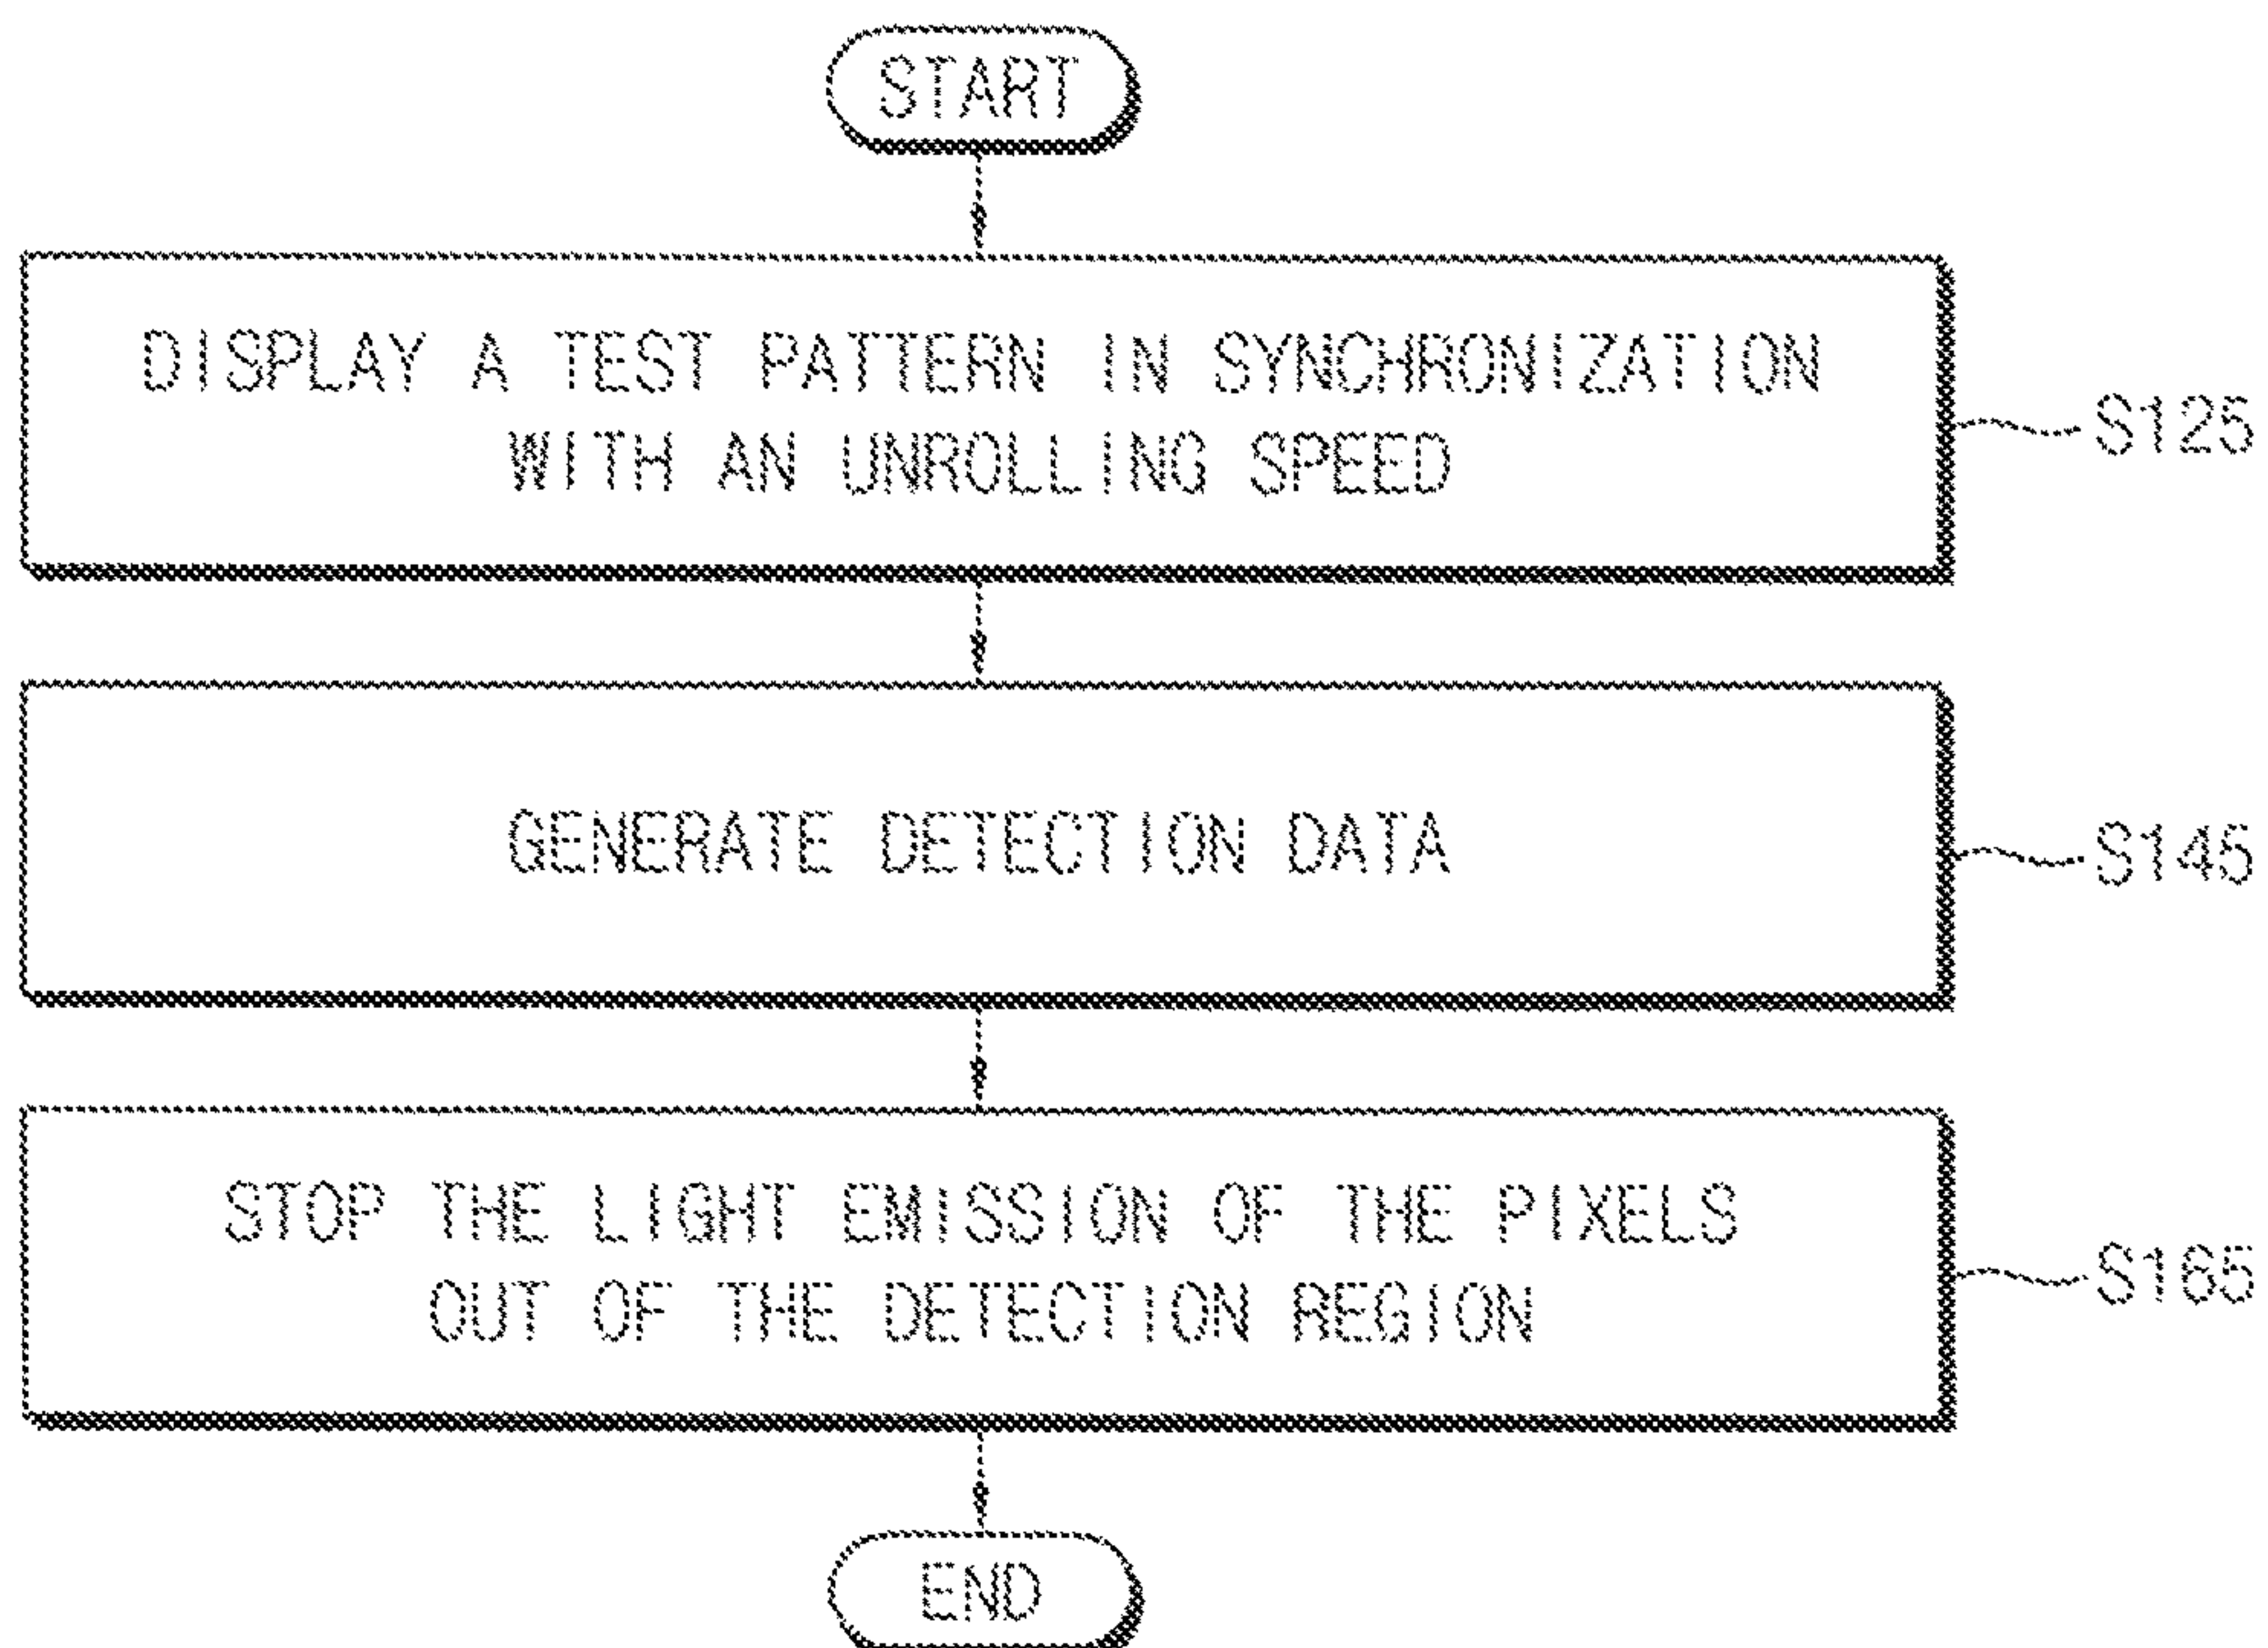 START
DISPLAY A TEST PATTERN IN SYNCHRONIZATION
WITH AN UNROLLING SPEED
S125
GENERATE DETECTION DATA
S145
STOP THE LIGHT EMISSION OF THE PIXELS
OUT OF THE DETECTION REGION
S165
END